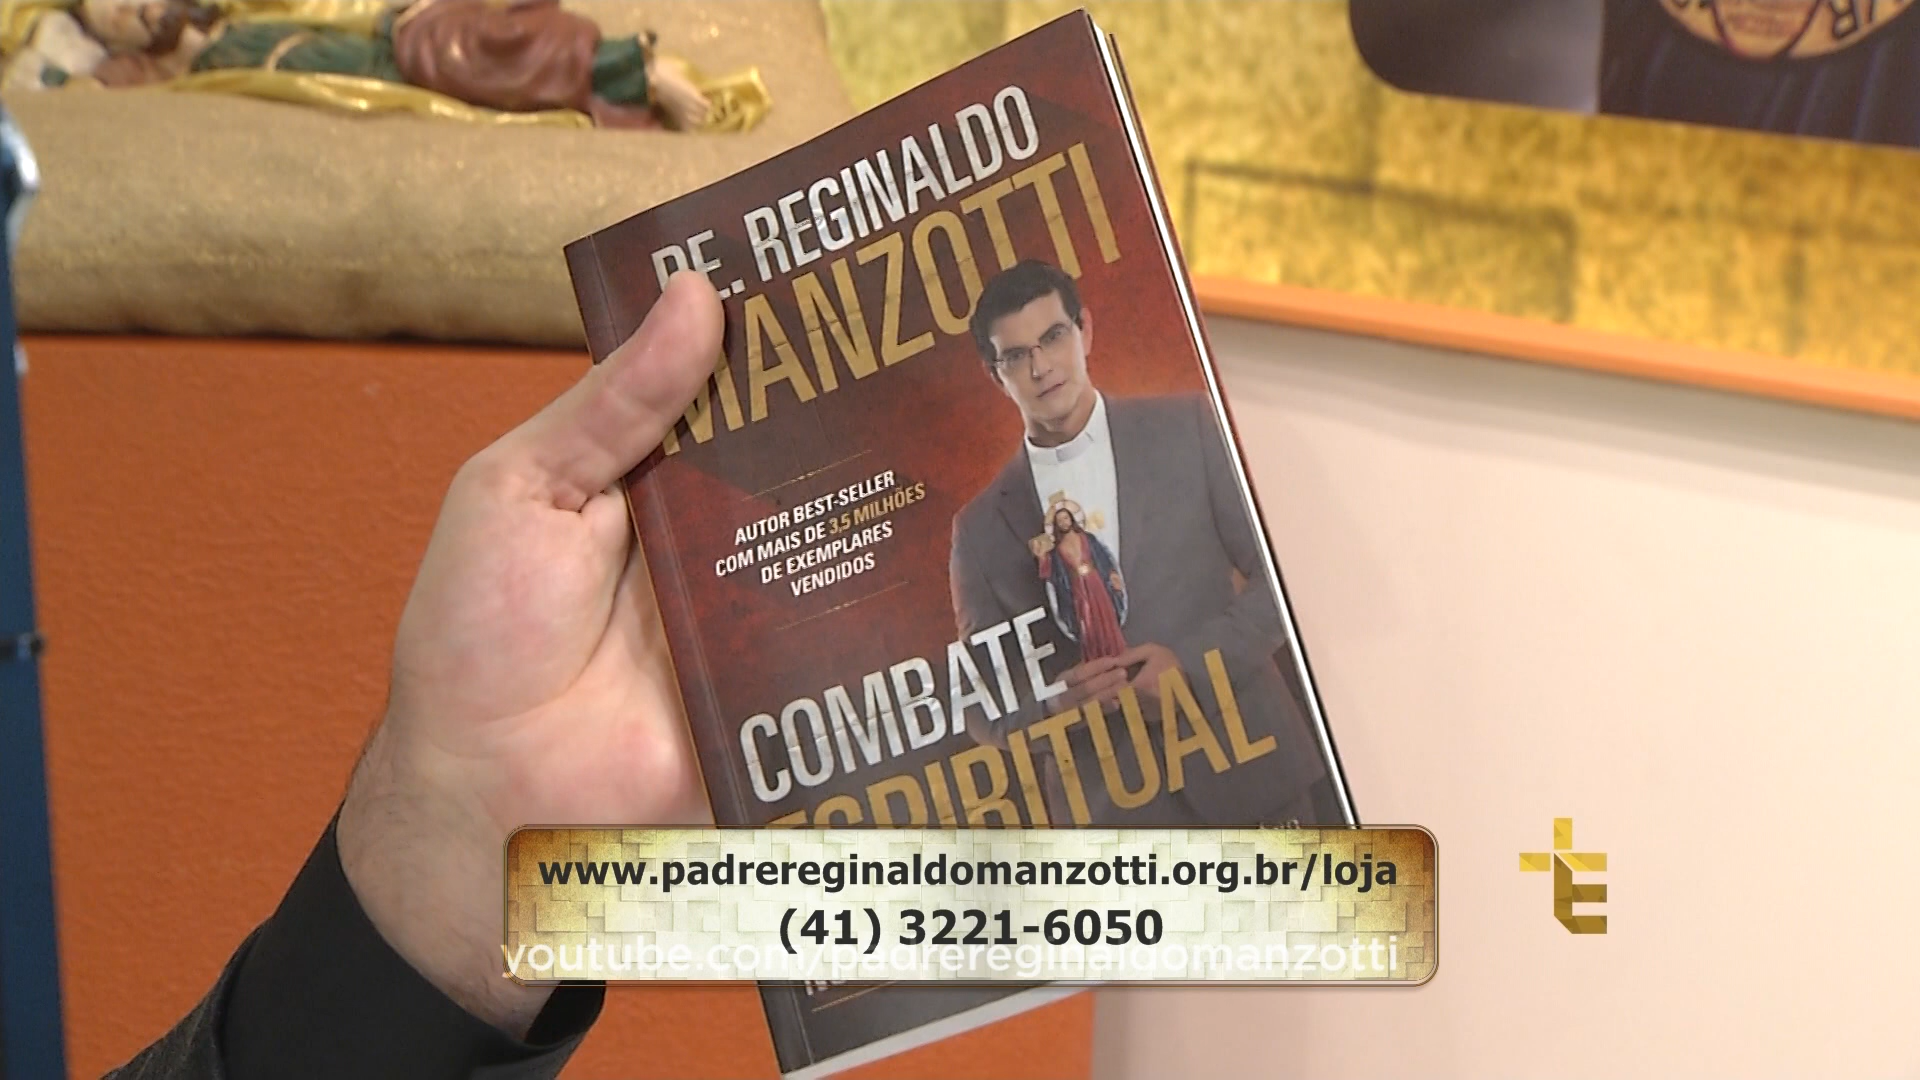 PE. REGINALDO
MANZOTTI
AUTOR BEST-SELLER
COM MAIS DE 3,5 MILHÕES
DE EXEMPLARES
VENDIDOS
COMBATE
ESPIRITUAL
www.padrereginaldomanzotti.org.br/loja
(41) 3221-6050
youtube.com/padrereginaldomanzotti